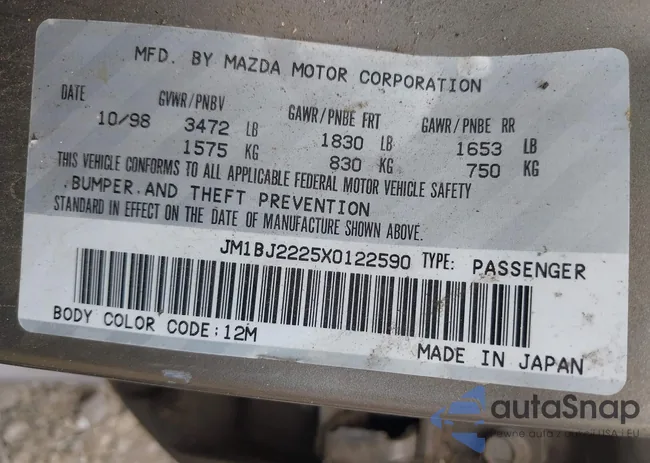 MFD. BY MAZDA MOTOR CORPORATION
DATE GVWR/PNBV GAWR/PNBE FRT GAWR/PNBE RR
10/98 3472 LB 1830 LB 1653 LB
1575 KG 830 KG 750 KG
THIS VEHICLE CONFORMS TO ALL APPLICABLE FEDERAL MOTOR VEHICLE SAFETY
BUMPER AND THEFT PREVENTION
STANDARD IN EFFECT ON THE DATE OF MANUFACTURE SHOWN ABOVE.
JM1BJ2225X0122590 TYPE: PASSENGER
BODY COLOR CODE:12M
MADE IN JAPAN
autaSnap